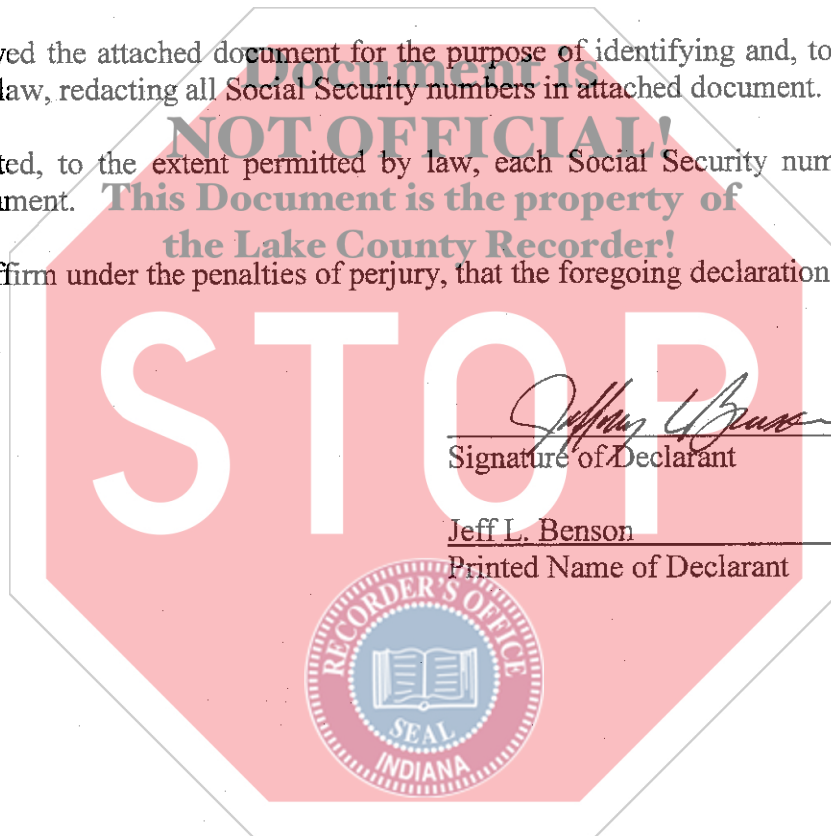 ved the attached document for the purpose of identifying and, to
Document is
law, redacting all Social Security numbers in attached document.
NOT OFFICIAL!
ted, to the extent permitted by law, each Social Security num
ument.
This Document is the property of
the Lake County Recorder!
ffirm under the penalties of perjury, that the foregoing declaration
STOP
Signature of Declarant
Jeff L. Benson
Printed Name of Declarant
RECORDER'S OFFICE
SEAL
INDIANA